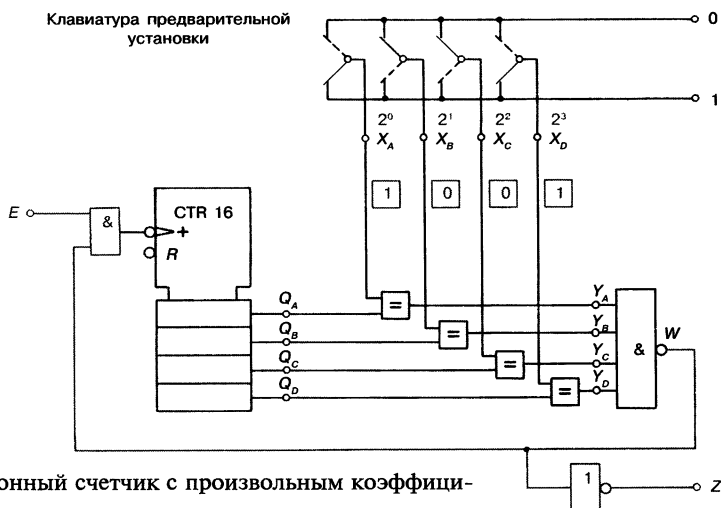 Клавиатура предварительной
установки
0
1
2⁰ 2¹ 2² 2³
X_A X_B X_C X_D
1 0 0 1
E
&
CTR 16
+
R
Q_A
Q_B
Q_C
Q_D
=
=
=
=
Y_A
Y_B
Y_C
Y_D
&
W
1
Z
онный счетчик с произвольным коэффици-